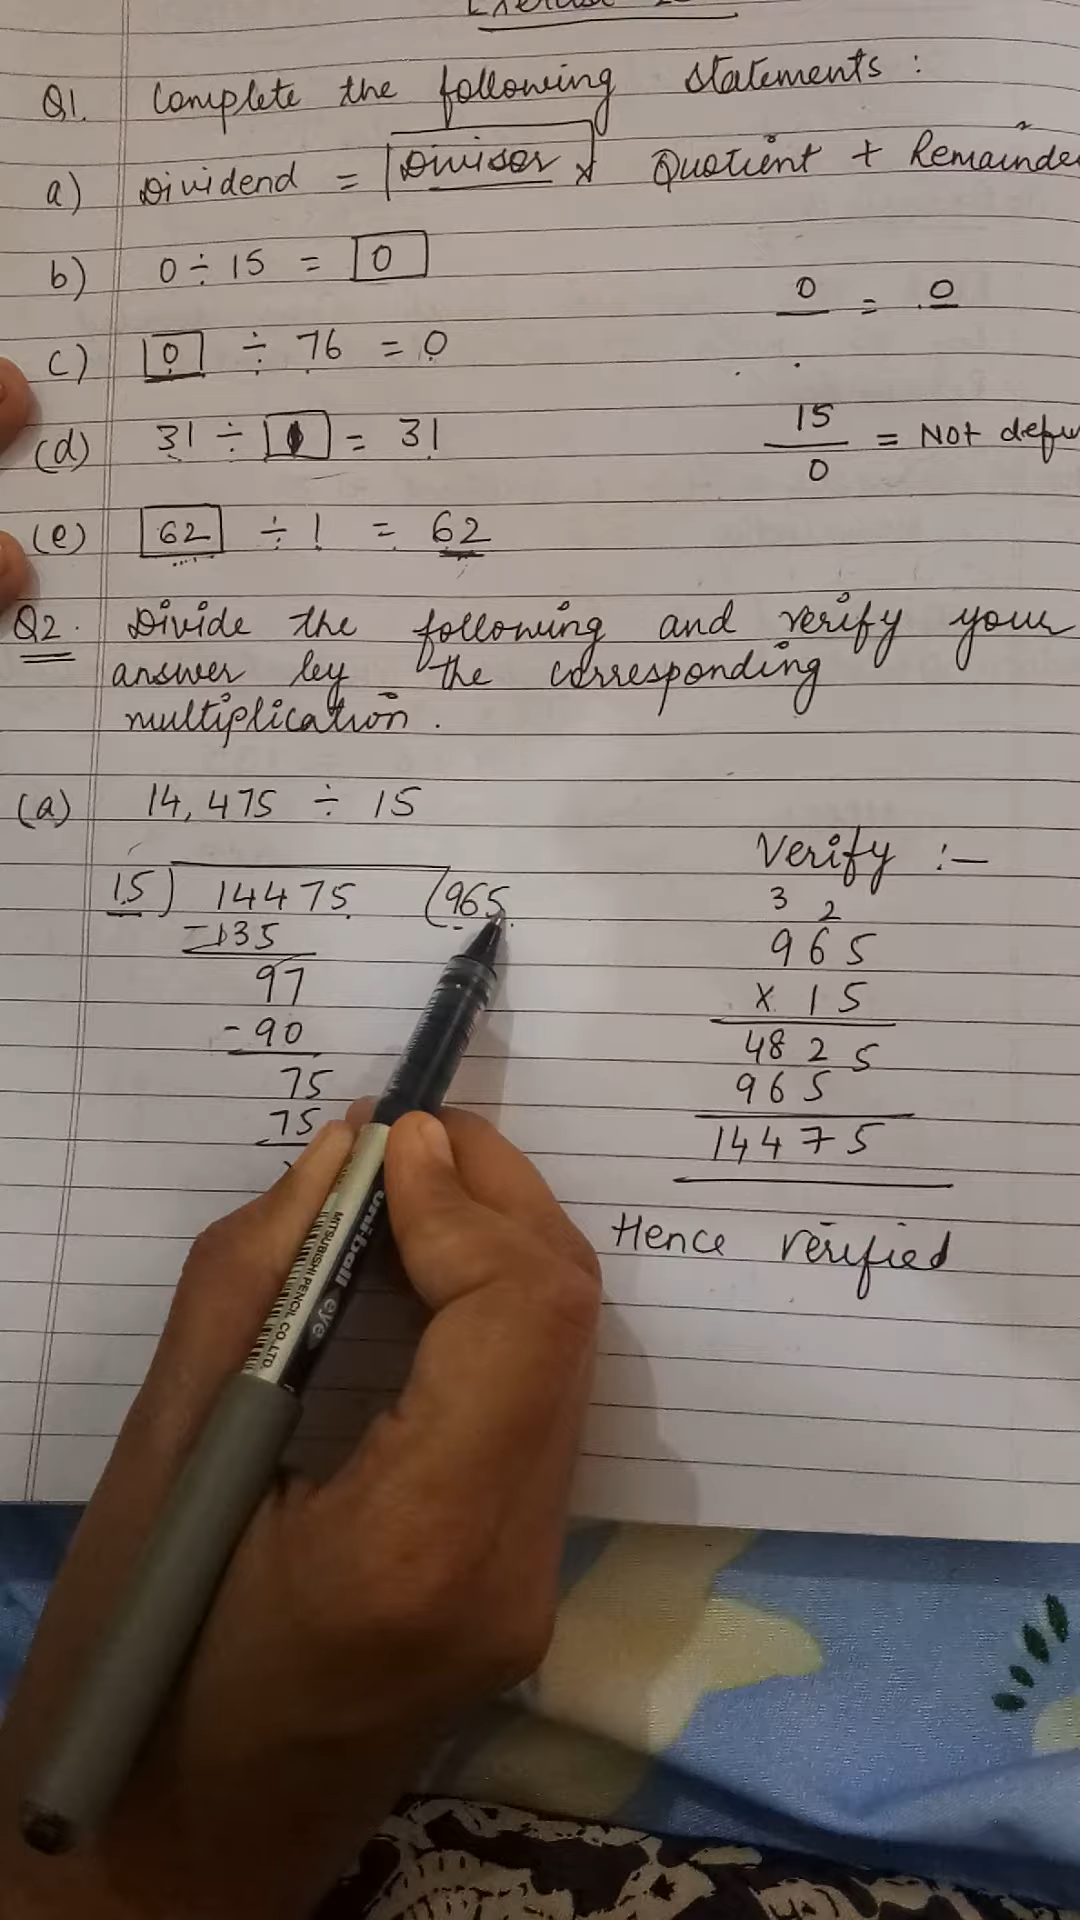 Q1. Complete the following statements :
a) Dividend = Divisor x Quotient + Remainder
b) 0 ÷ 15 = 0
0 = 0
c) 0 ÷ 76 = 0
(d) 31 ÷ 1 = 31
15
0 = Not
(e) 62 ÷ 1 = 62
Q2. Divide the following and verify your
answer by the corresponding
multiplication.
(a) 14,475 ÷ 15
15) 14475 (965
-135
97
-90
75
75
Verify :-
3 2
965
x 15
4825
965
14475
Hence verified
uni-ball eye
MITSUBISHI PENCIL CO.,LTD.